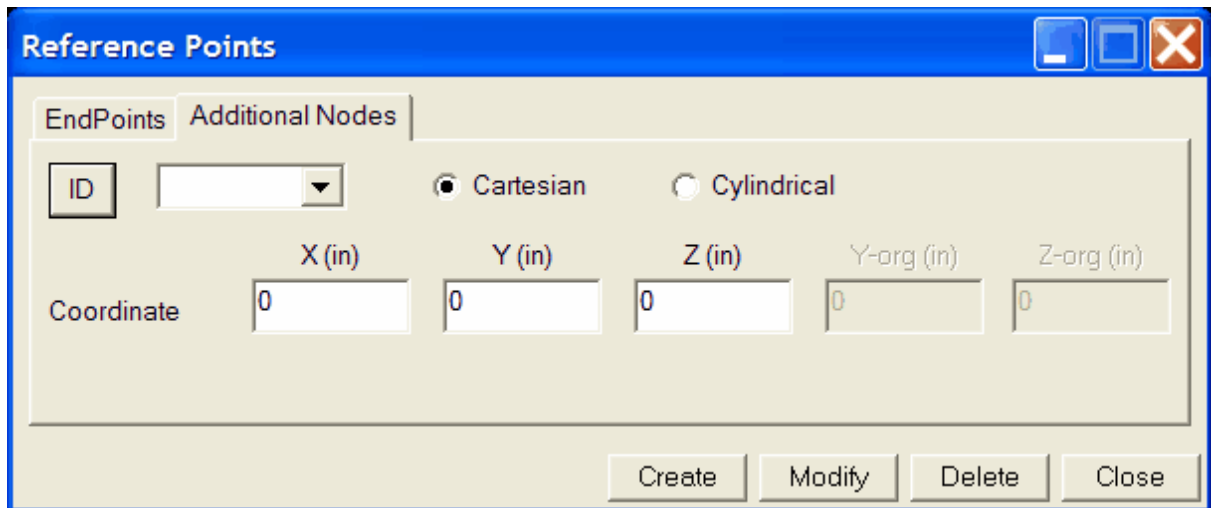 Reference Points
EndPoints Additional Nodes
ID Cartesian Cylindrical
X (in) Y (in) Z (in) Y-org (in) Z-org (in)
Coordinate 0 0 0 0 0
Create Modify Delete Close